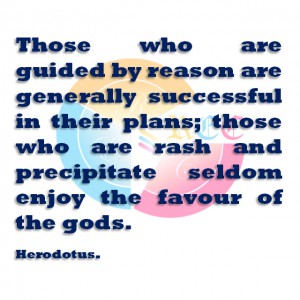 Those who are
guided by reason are
generally successful
in their plans; those
who are rash and
precipitate seldom
enjoy the favour of
the gods.
Herodotus.